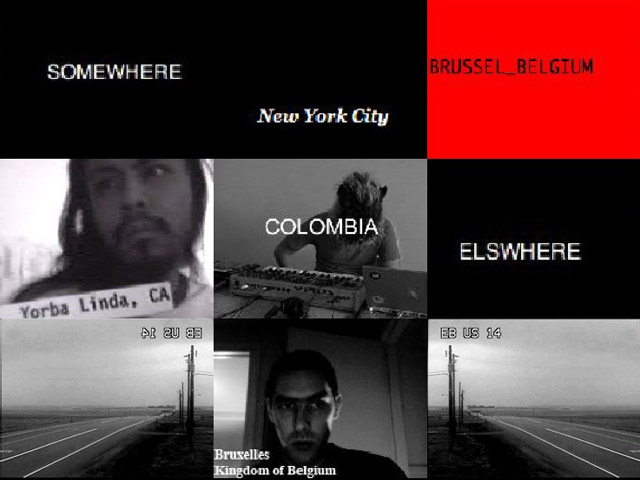 SOMEWHERE
New York City
BRUSSEL_BELGIUM
Yorba Linda, CA
COLOMBIA
ELSWHERE
EB US 14
EB US 14
Bruxelles
Kingdom of Belgium